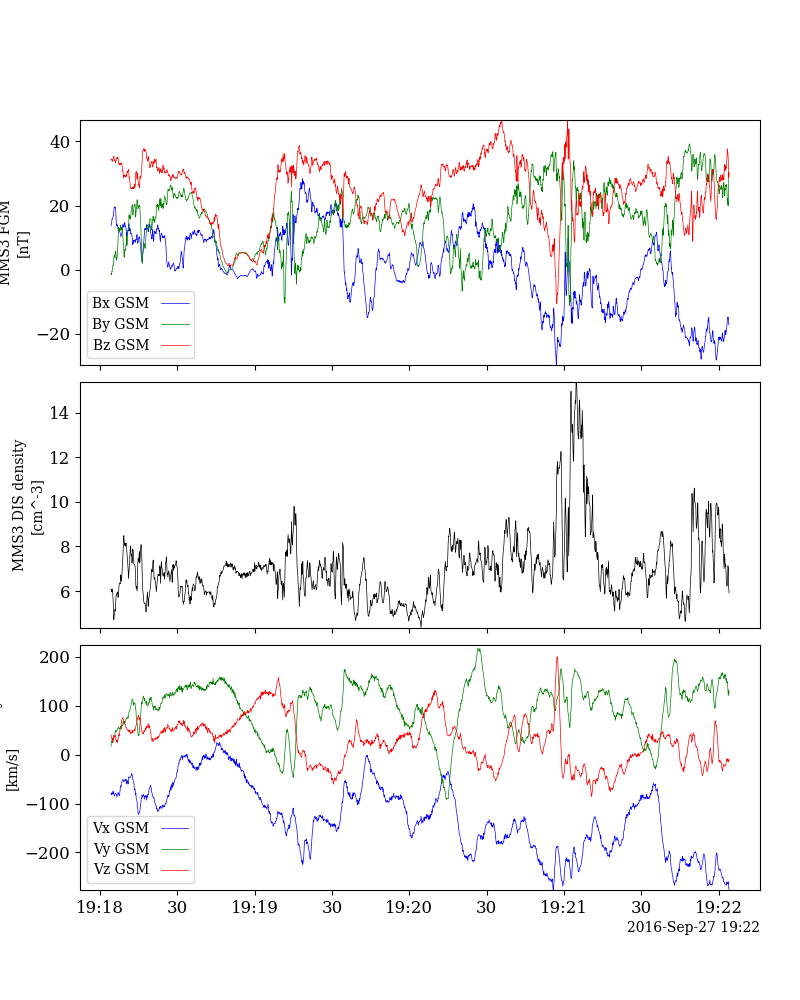 40
20
0
−20
MMS3 FGM
[nT]
Bx GSM
By GSM
Bz GSM
14
12
10
8
6
MMS3 DIS density
[cm^-3]
200
100
0
−100
−200
[km/s]
Vx GSM
Vy GSM
Vz GSM
19:18 30 19:19 30 19:20 30 19:21 30 19:22
2016-Sep-27 19:22